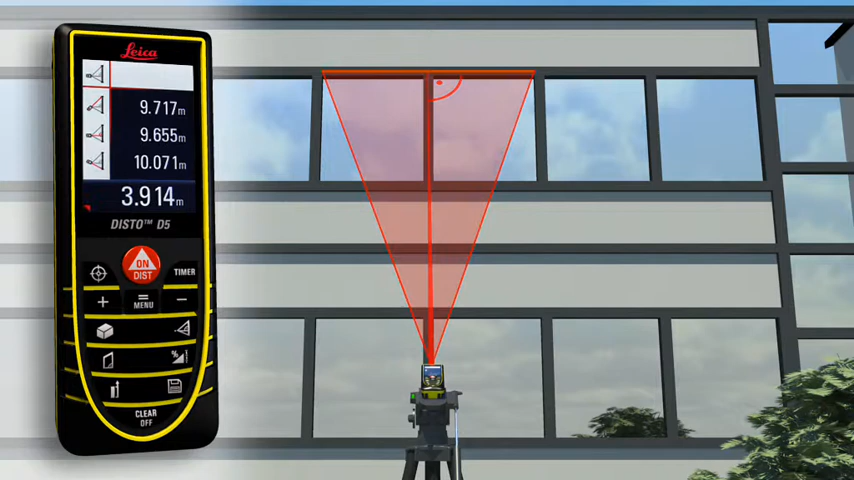 Leica
9.717m
9.655m
10.071m
3.914m
DISTO™ D5
ON
DIST
TIMER
+
=
MENU
−
%
CLEAR
OFF